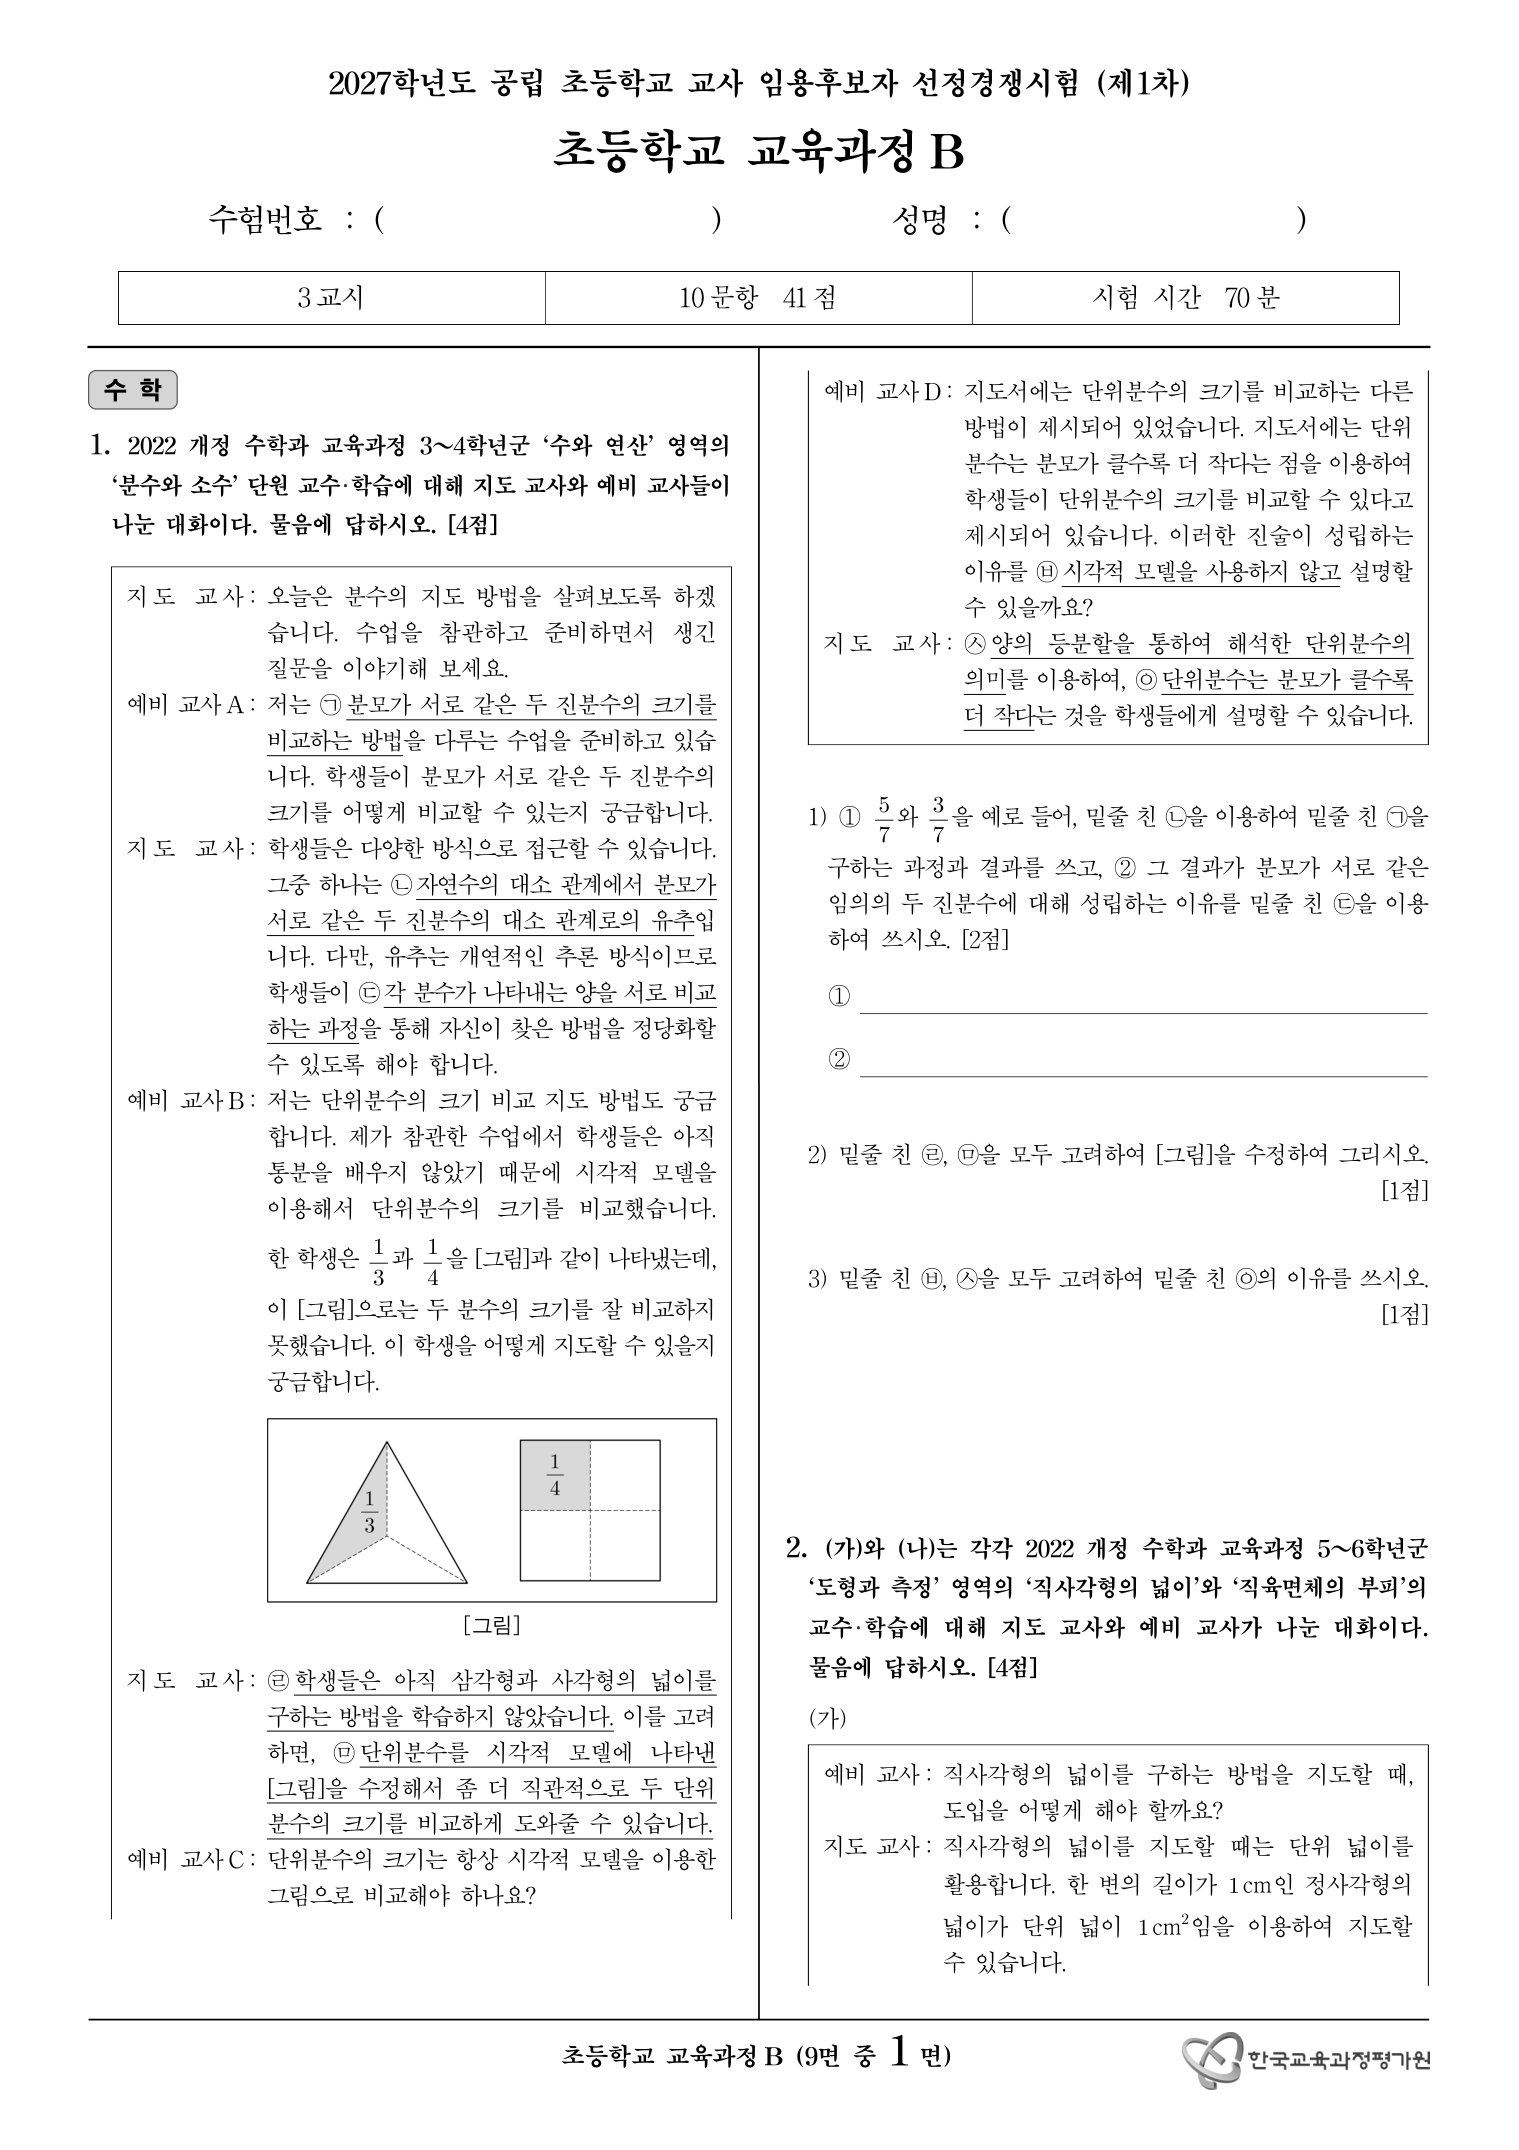 2027학년도 공립 초등학교 교사 임용후보자 선정경쟁시험 (제1차)
초등학교 교육과정 B
수험번호 : ( ) 성명 : ( )
3교시 10문항 41점 시험 시간 70분
수 학
1. 2022 개정 수학과 교육과정 3～4학년군 ‘수와 연산’ 영역의
‘분수와 소수’ 단원 교수·학습에 대해 지도 교사와 예비 교사들이
나눈 대화이다. 물음에 답하시오. [4점]
지도 교사: 오늘은 분수의 지도 방법을 살펴보도록 하겠
습니다. 수업을 참관하고 준비하면서 생긴
질문을 이야기해 보세요.
예비 교사 A: 저는 ㉠분모가 서로 같은 두 진분수의 크기를
비교하는 방법을 다루는 수업을 준비하고 있습
니다. 학생들이 분모가 서로 같은 두 진분수의
크기를 어떻게 비교할 수 있는지 궁금합니다.
지도 교사: 학생들은 다양한 방식으로 접근할 수 있습니다.
그중 하나는 ㉡자연수의 대소 관계에서 분모가
서로 같은 두 진분수의 대소 관계로의 유추입
니다. 다만, 유추는 개연적인 추론 방식이므로
학생들이 ㉢각 분수가 나타내는 양을 서로 비교
하는 과정을 통해 자신이 찾은 방법을 정당화할
수 있도록 해야 합니다.
예비 교사 B: 저는 단위분수의 크기 비교 지도 방법도 궁금
합니다. 제가 참관한 수업에서 학생들은 아직
통분을 배우지 않았기 때문에 시각적 모델을
이용해서 단위분수의 크기를 비교했습니다.
한 학생은 1/3과 1/4을 [그림]과 같이 나타냈는데,
이 [그림]으로는 두 분수의 크기를 잘 비교하지
못했습니다. 이 학생을 어떻게 지도할 수 있을지
궁금합니다.
1/3 1/4
[그림]
지도 교사: ㉣학생들은 아직 삼각형과 사각형의 넓이를
구하는 방법을 학습하지 않았습니다. 이를 고려
하면, ㉤단위분수를 시각적 모델에 나타낸
[그림]을 수정해서 좀 더 직관적으로 두 단위
분수의 크기를 비교하게 도와줄 수 있습니다.
예비 교사 C: 단위분수의 크기는 항상 시각적 모델을 이용한
그림으로 비교해야 하나요?
예비 교사 D: 지도서에는 단위분수의 크기를 비교하는 다른
방법이 제시되어 있었습니다. 지도서에는 단위
분수는 분모가 클수록 더 작다는 점을 이용하여
학생들이 단위분수의 크기를 비교할 수 있다고
제시되어 있습니다. 이러한 진술이 성립하는
이유를 ㉥시각적 모델을 사용하지 않고 설명할
수 있을까요?
지도 교사: ㉦양의 등분할을 통하여 해석한 단위분수의
의미를 이용하여, ㉧단위분수는 분모가 클수록
더 작다는 것을 학생들에게 설명할 수 있습니다.
1) ① 5/7와 3/7을 예로 들어, 밑줄 친 ㉡을 이용하여 밑줄 친 ㉠을
구하는 과정과 결과를 쓰고, ② 그 결과가 분모가 서로 같은
임의의 두 진분수에 대해 성립하는 이유를 밑줄 친 ㉢을 이용
하여 쓰시오. [2점]
①
②
2) 밑줄 친 ㉣, ㉤을 모두 고려하여 [그림]을 수정하여 그리시오.
[1점]
3) 밑줄 친 ㉥, ㉦을 모두 고려하여 밑줄 친 ㉧의 이유를 쓰시오.
[1점]
2. (가)와 (나)는 각각 2022 개정 수학과 교육과정 5～6학년군
‘도형과 측정’ 영역의 ‘직사각형의 넓이’와 ‘직육면체의 부피’의
교수·학습에 대해 지도 교사와 예비 교사가 나눈 대화이다.
물음에 답하시오. [4점]
(가)
예비 교사: 직사각형의 넓이를 구하는 방법을 지도할 때,
도입을 어떻게 해야 할까요?
지도 교사: 직사각형의 넓이를 지도할 때는 단위 넓이를
활용합니다. 한 변의 길이가 1cm인 정사각형의
넓이가 단위 넓이 1cm²임을 이용하여 지도할
수 있습니다.
초등학교 교육과정 B (9면 중 1 면)
한국교육과정평가원